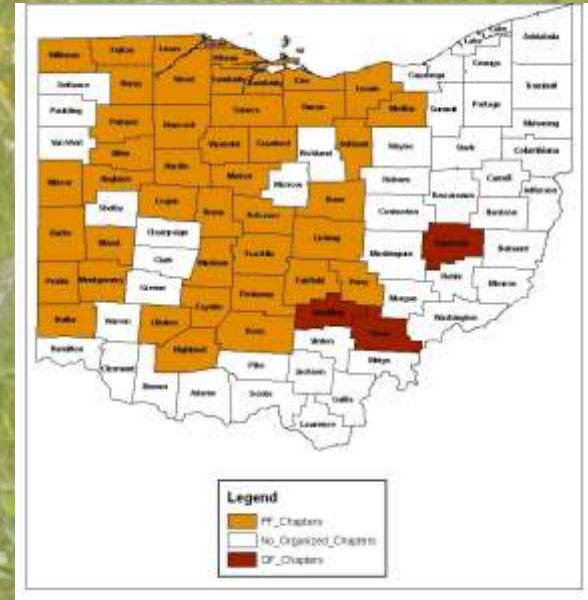 Williams
Fulton
Lucas
Ashtabula
Lake
Geauga
Cuyahoga
Trumbull
Defiance
Henry
Wood
Erie
Lorain
Medina
Summit
Portage
Mahoning
Paulding
Putnam
Hancock
Seneca
Huron
Van Wert
Allen
Wyandot
Crawford
Richland
Ashland
Wayne
Stark
Columbiana
Hardin
Marion
Morrow
Holmes
Carroll
Jefferson
Mercer
Auglaize
Logan
Union
Delaware
Knox
Coshocton
Tuscarawas
Harrison
Shelby
Darke
Miami
Champaign
Clark
Madison
Franklin
Licking
Muskingum
Guernsey
Belmont
Preble
Montgomery
Greene
Fayette
Pickaway
Fairfield
Perry
Morgan
Noble
Monroe
Washington
Butler
Warren
Clinton
Ross
Hocking
Vinton
Meigs
Hamilton
Clermont
Brown
Highland
Adams
Pike
Scioto
Jackson
Gallia
Lawrence
Legend
PF_Chapters
No_Organized_Chapters
QF_Chapters